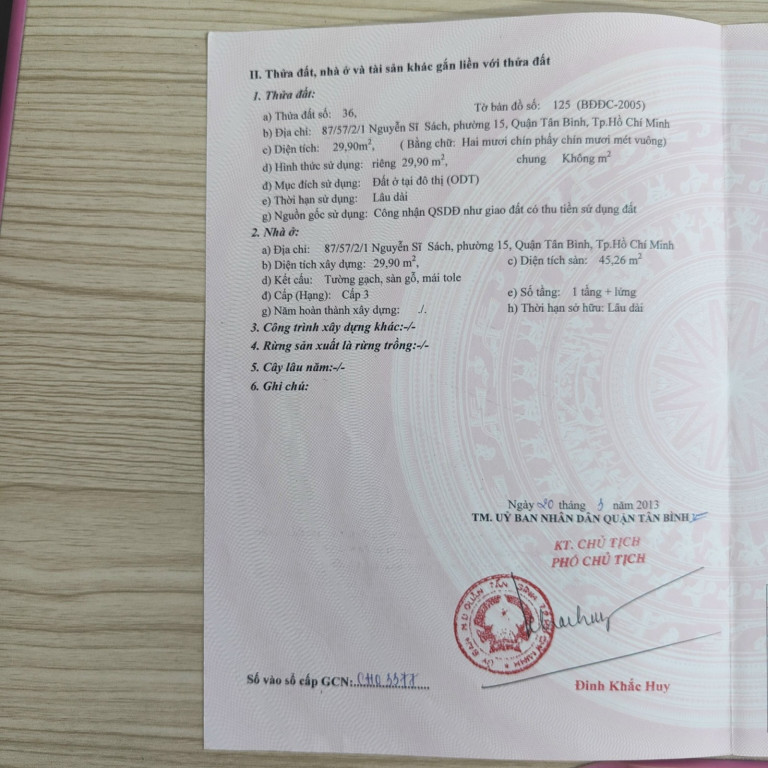 II. Thửa đất, nhà ở và tài sản khác gắn liền với thửa đất
1. Thửa đất:
a) Thửa đất số: 36, Tờ bản đồ số: 125 (BĐĐC-2005)
b) Địa chỉ: 87/57/2/1 Nguyễn Sĩ Sách, phường 15, Quận Tân Bình, Tp.Hồ Chí Minh
c) Diện tích: 29,90m², ( Bằng chữ: Hai mươi chín phẩy chín mươi mét vuông)
d) Hình thức sử dụng: riêng 29,90 m², chung Không m²
đ) Mục đích sử dụng: Đất ở tại đô thị (ODT)
e) Thời hạn sử dụng: Lâu dài
g) Nguồn gốc sử dụng: Công nhận QSDĐ như giao đất có thu tiền sử dụng đất
2. Nhà ở:
a) Địa chỉ: 87/57/2/1 Nguyễn Sĩ Sách, phường 15, Quận Tân Bình, Tp.Hồ Chí Minh
b) Diện tích xây dựng: 29,90 m², c) Diện tích sàn: 45,26 m²
d) Kết cấu: Tường gạch, sàn gỗ, mái tole
đ) Cấp (Hạng): Cấp 3 e) Số tầng: 1 tầng + lửng
g) Năm hoàn thành xây dựng: ./. h) Thời hạn sở hữu: Lâu dài
3. Công trình xây dựng khác:-/-
4. Rừng sản xuất là rừng trồng:-/-
5. Cây lâu năm:-/-
6. Ghi chú:
Ngày 20 tháng 3 năm 2013
TM. UỶ BAN NHÂN DÂN QUẬN TÂN BÌNH
KT. CHỦ TỊCH
PHÓ CHỦ TỊCH
Số vào sổ cấp GCN:
Đinh Khắc Huy